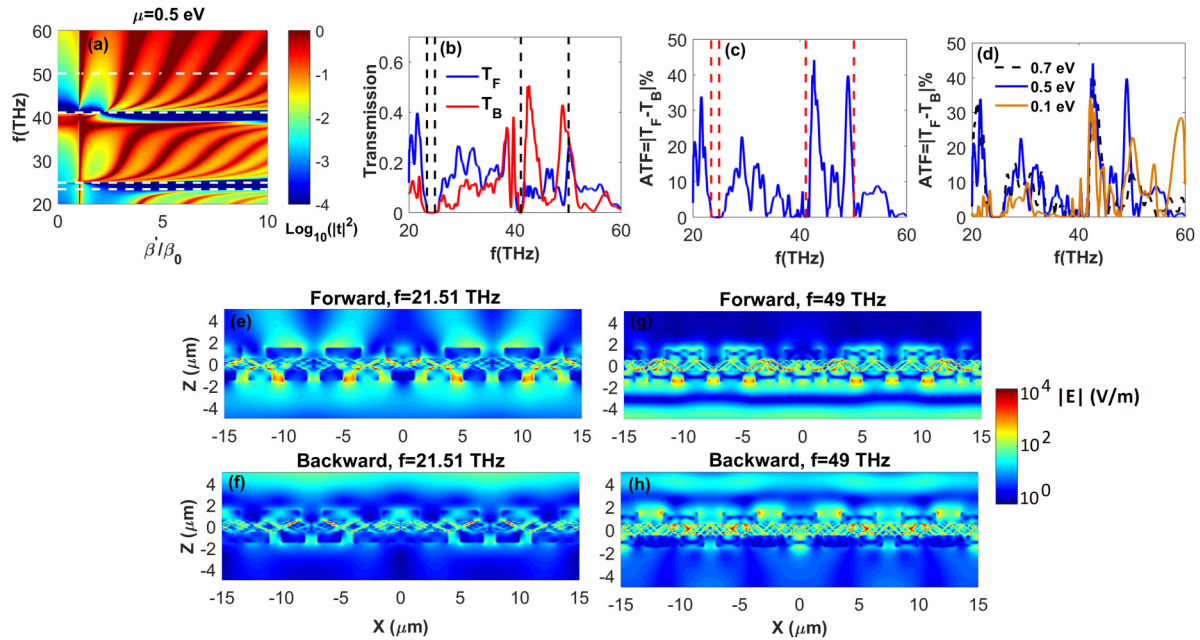 μ=0.5 eV
(a)
f(THz)
60
50
40
30
20
0
5
10
β'/β₀
0
-1
-2
-3
-4
Log₁₀(|t|²)
(b)
Transmission
0.6
0.4
0.2
0
T_F
T_B
20
40
60
f(THz)
(c)
ATF=|T_F-T_B|%
50
40
30
20
10
0
20
40
60
f(THz)
(d)
ATF=|T_F-T_B|%
50
40
30
20
10
0
0.7 eV
0.5 eV
0.1 eV
20
40
60
f(THz)
Forward, f=21.51 THz
(e)
Z (μm)
4
2
0
-2
-4
-15 -10 -5 0 5 10 15
Forward, f=49 THz
(g)
4
2
0
-2
-4
-15 -10 -5 0 5 10 15
Backward, f=21.51 THz
(f)
Z (μm)
4
2
0
-2
-4
-15 -10 -5 0 5 10 15
X (μm)
Backward, f=49 THz
(h)
4
2
0
-2
-4
-15 -10 -5 0 5 10 15
X (μm)
10⁴
10²
10⁰
|E| (V/m)